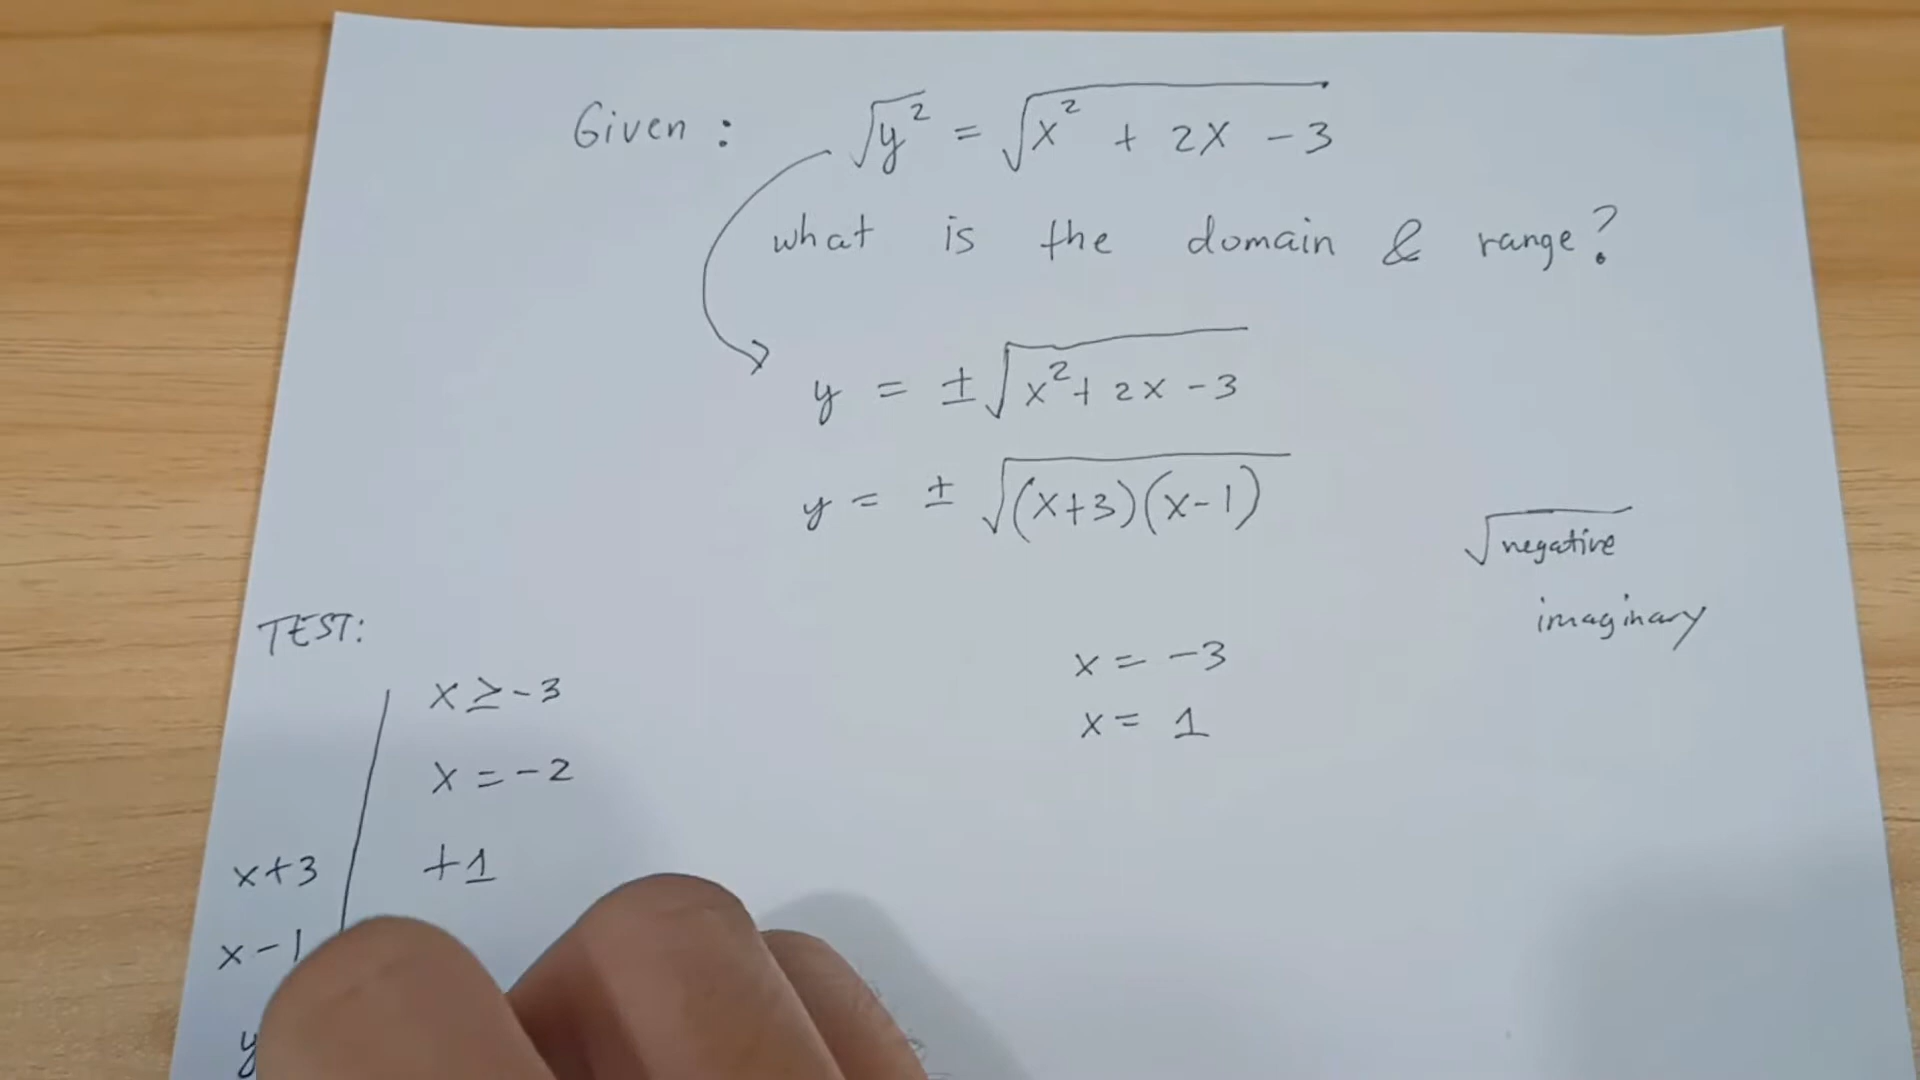 Given : √y² = √x² + 2x - 3
what is the domain & range?
y = ±√x² + 2x - 3
y = ± √(x+3)(x-1)
√negative
imaginary
TEST:
x = -3
x = 1
x ≥ -3
x = -2
x+3 +1
x-1
y